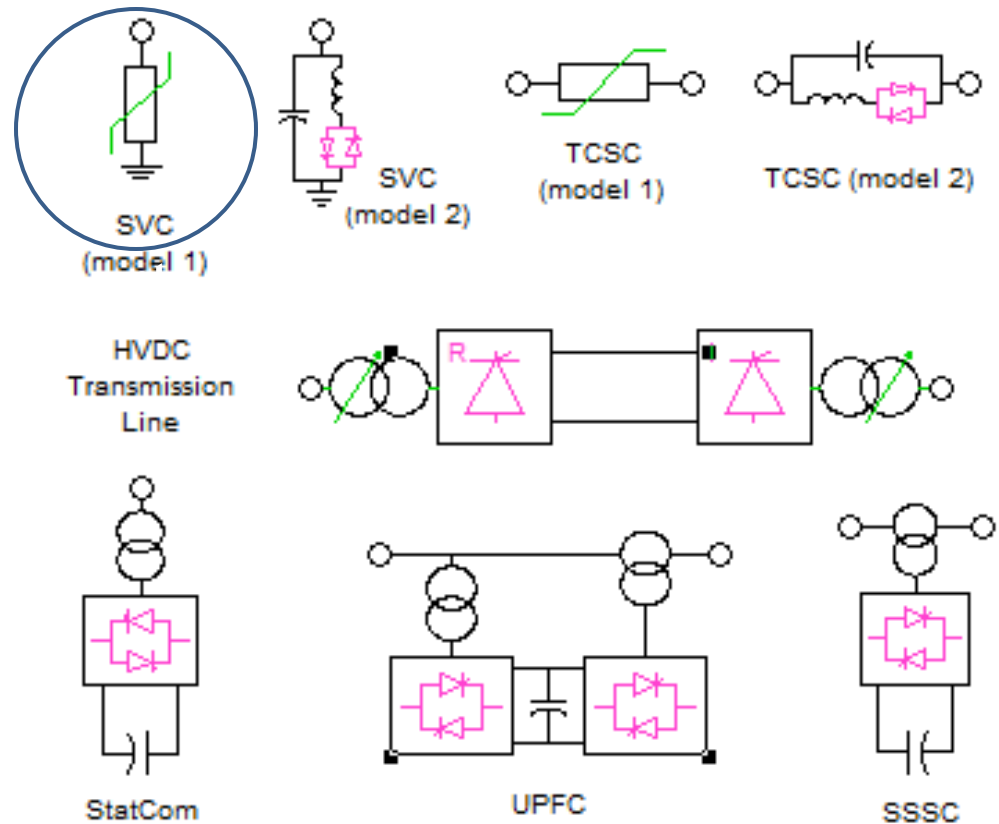 SVC
(model 1)
SVC
(model 2)
TCSC
(model 1)
TCSC (model 2)
HVDC
Transmission
Line
R
StatCom
UPFC
SSSC